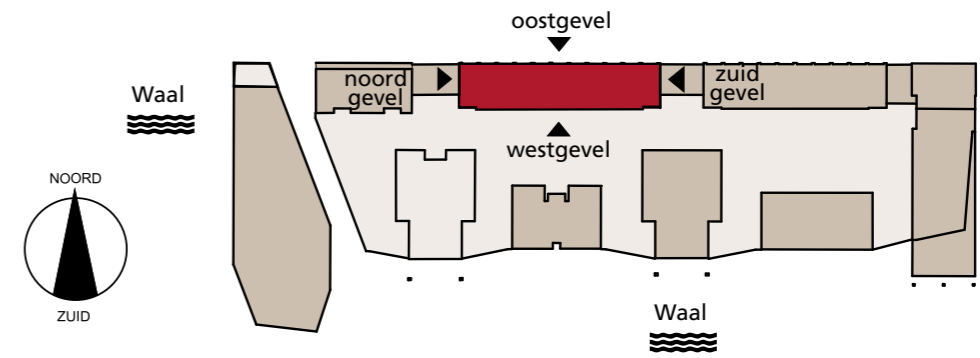 oostgevel
noord
gevel
zuid
gevel
westgevel
Waal
NOORD
ZUID
Waal